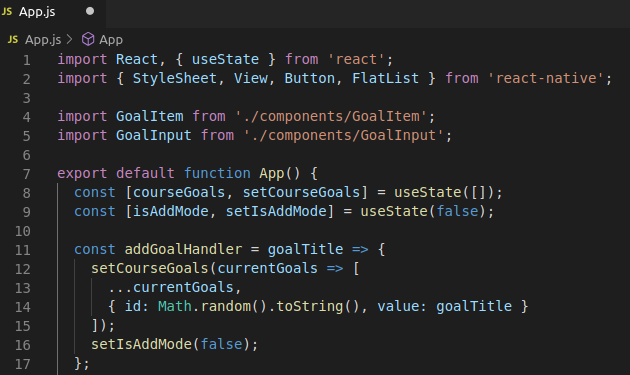 JS App.js ●
JS App.js > App
1 import React, { useState } from 'react';
2 import { StyleSheet, View, Button, FlatList } from 'react-native';
3
4 import GoalItem from './components/GoalItem';
5 import GoalInput from './components/GoalInput';
6
7 export default function App() {
8   const [courseGoals, setCourseGoals] = useState([]);
9   const [isAddMode, setIsAddMode] = useState(false);
10
11   const addGoalHandler = goalTitle => {
12     setCourseGoals(currentGoals => [
13       ...currentGoals,
14       { id: Math.random().toString(), value: goalTitle }
15     ]);
16     setIsAddMode(false);
17   };